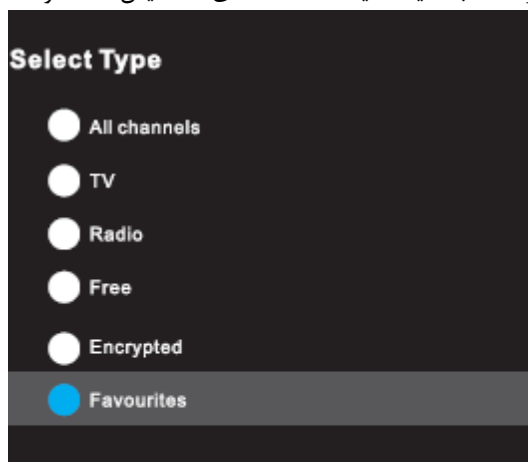 Select Type
All channels
TV
Radio
Free
Encrypted
Favourites